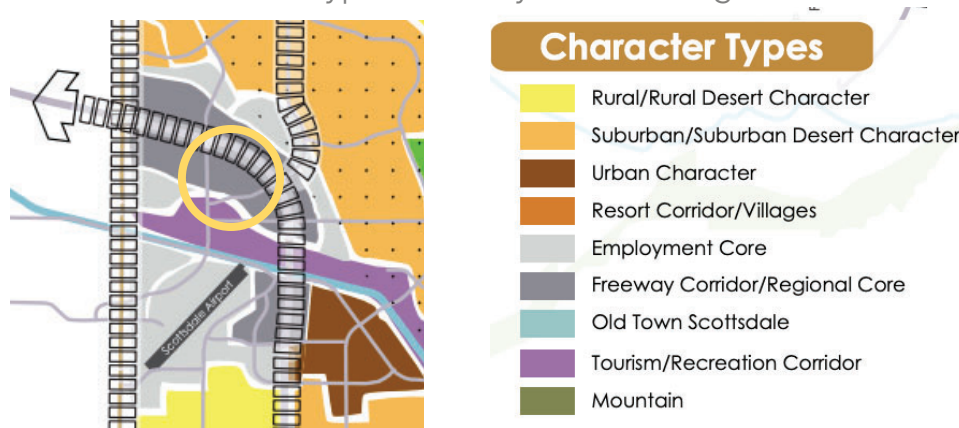 Character Types
Rural/Rural Desert Character
Suburban/Suburban Desert Character
Urban Character
Resort Corridor/Villages
Employment Core
Freeway Corridor/Regional Core
Old Town Scottsdale
Tourism/Recreation Corridor
Mountain
Scottsdale Airport